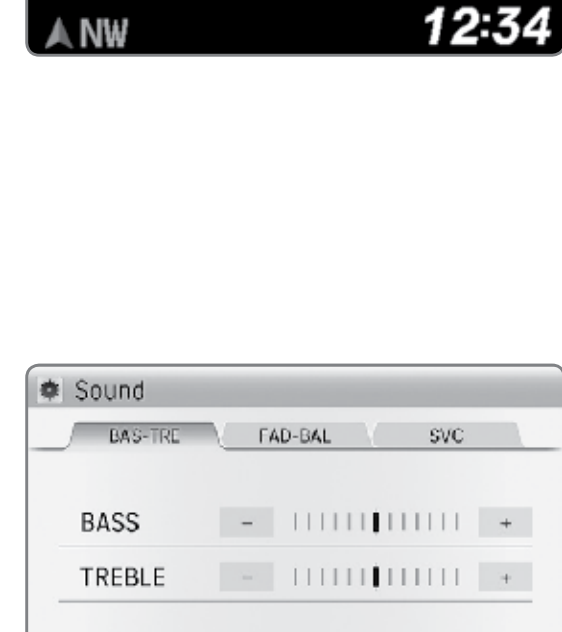 NW 12:34
Sound
BAS-TRE FAD-BAL SVC
BASS - +
TREBLE - +